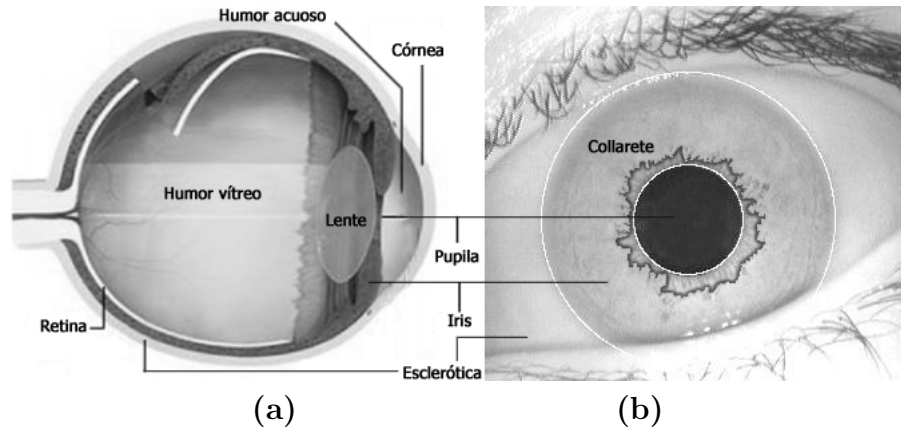 Humor acuoso
Córnea
Collarete
Humor vítreo
Lente
Pupila
Iris
Retina
Esclerótica
(a)
(b)